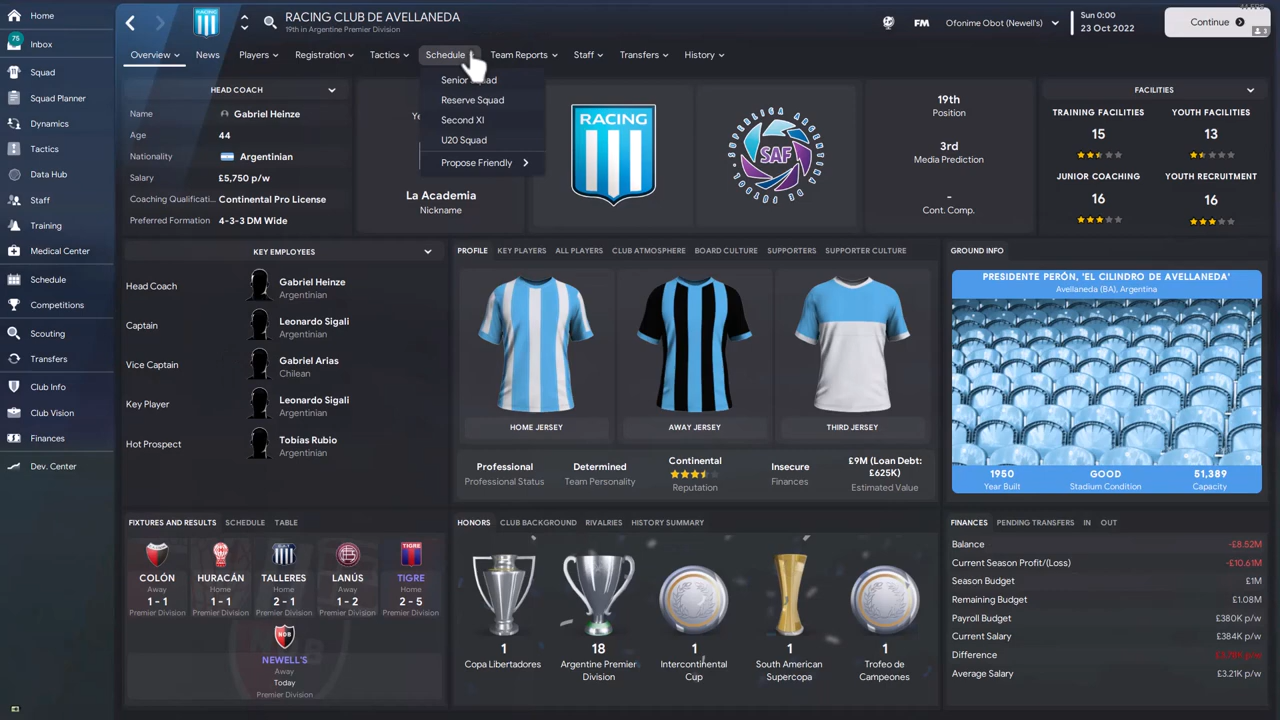 Home
75
Inbox
Squad
Squad Planner
Dynamics
Tactics
Data Hub
Staff
Training
Medical Center
Schedule
Competitions
Scouting
Transfers
Club Info
Club Vision
Finances
Dev. Center
RACING CLUB DE AVELLANEDA
19th in Argentine Premier Division
FM
Ofonime Obot (Newell's)
Sun 0:00
23 Oct 2022
Continue
3
Overview
News
Players
Registration
Tactics
Schedule
Team Reports
Staff
Transfers
History
Senior Squad
Reserve Squad
Second XI
U20 Squad
Propose Friendly
HEAD COACH
Name Gabriel Heinze
Age 44
Nationality Argentinian
Salary £5,750 p/w
Coaching Qualificati... Continental Pro License
Preferred Formation 4-3-3 DM Wide
La Academia
Nickname
RACING
SAF
19th
Position
3rd
Media Prediction
-
Cont. Comp.
FACILITIES
TRAINING FACILITIES
15
YOUTH FACILITIES
13
JUNIOR COACHING
16
YOUTH RECRUITMENT
16
KEY EMPLOYEES
Head Coach Gabriel Heinze
Argentinian
Captain Leonardo Sigali
Argentinian
Vice Captain Gabriel Arias
Chilean
Key Player Leonardo Sigali
Argentinian
Hot Prospect Tobías Rubio
Argentinian
PROFILE KEY PLAYERS ALL PLAYERS CLUB ATMOSPHERE BOARD CULTURE SUPPORTERS SUPPORTER CULTURE
HOME JERSEY
AWAY JERSEY
THIRD JERSEY
Professional
Professional Status
Determined
Team Personality
Continental
Reputation
Insecure
Finances
£9M (Loan Debt:
£625K)
Estimated Value
GROUND INFO
PRESIDENTE PERÓN, 'EL CILINDRO DE AVELLANEDA'
Avellaneda (BA), Argentina
1950
Year Built
GOOD
Stadium Condition
51,389
Capacity
FIXTURES AND RESULTS SCHEDULE TABLE
COLÓN
Away
1 - 1
Premier Division
HURACÁN
Home
1 - 1
Premier Division
TALLERES
Home
2 - 1
Premier Division
LANÚS
Away
1 - 2
Premier Division
TIGRE
Home
2 - 5
Premier Division
NEWELL'S
Away
Today
Premier Division
HONORS CLUB BACKGROUND RIVALRIES HISTORY SUMMARY
1
Copa Libertadores
18
Argentine Premier
Division
1
Intercontinental
Cup
1
South American
Supercopa
1
Trofeo de
Campeones
FINANCES PENDING TRANSFERS IN OUT
Balance -£8.52M
Current Season Profit/(Loss) -£10.61M
Season Budget £1M
Remaining Budget £1.08M
Payroll Budget £380K p/w
Current Salary £384K p/w
Difference
Average Salary £3.21K p/w